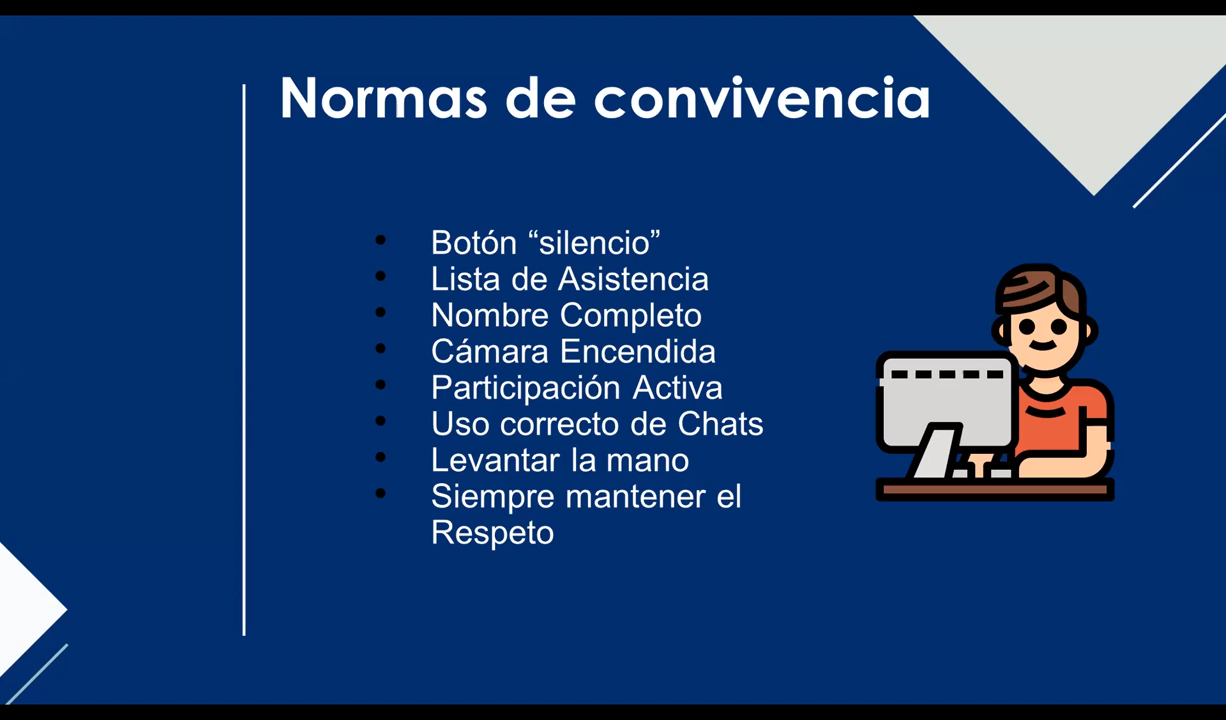 Normas de convivencia
• Botón “silencio”
• Lista de Asistencia
• Nombre Completo
• Cámara Encendida
• Participación Activa
• Uso correcto de Chats
• Levantar la mano
• Siempre mantener el
Respeto